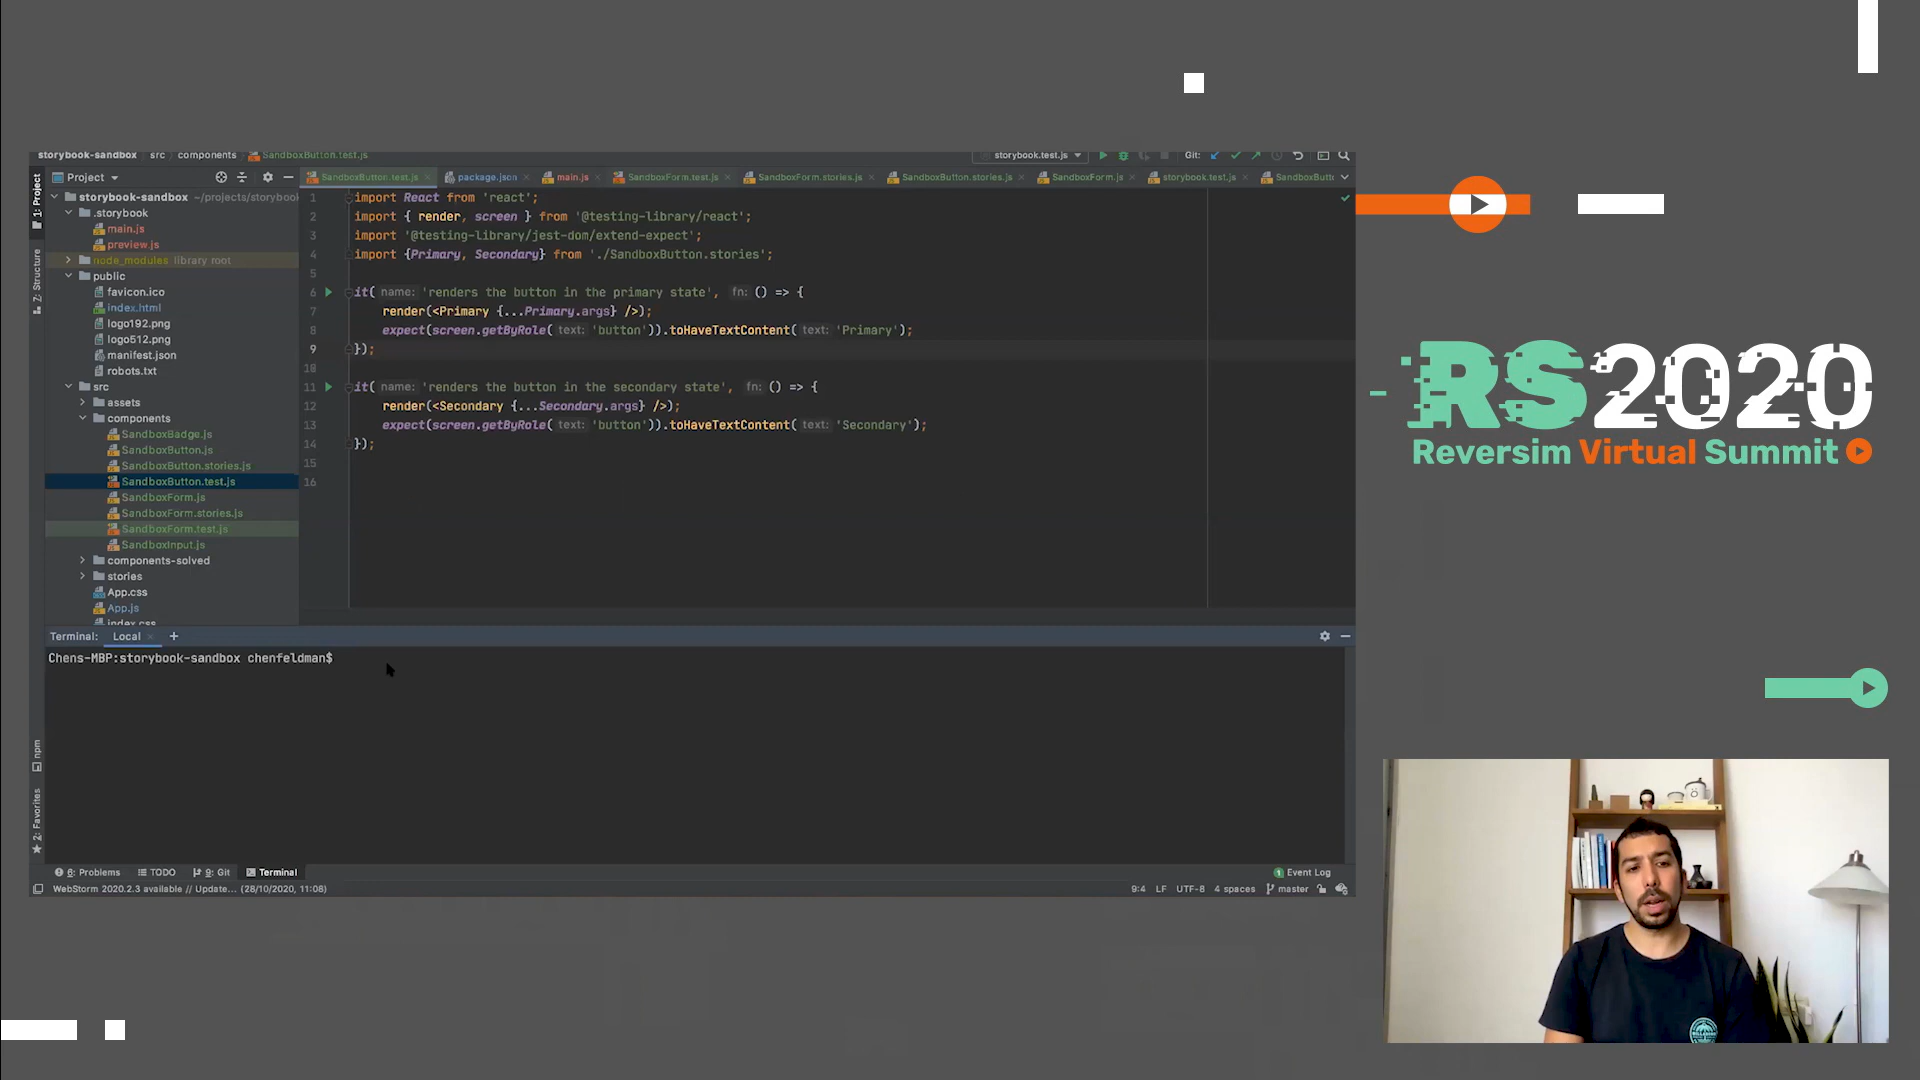 storybook-sandbox src components SandboxButton.test.js storybook.test.js Git:
1: Project
Project
SandboxButton.test.js package.json main.js SandboxForm.test.js SandboxForm.stories.js SandboxButton.stories.js SandboxForm.js storybook.test.js SandboxButt
storybook-sandbox ~/projects/storybook
.storybook
main.js
preview.js
node_modules library root
public
favicon.ico
index.html
logo192.png
logo512.png
manifest.json
robots.txt
src
assets
components
SandboxBadge.js
SandboxButton.js
SandboxButton.stories.js
SandboxButton.test.js
SandboxForm.js
SandboxForm.stories.js
SandboxForm.test.js
SandboxInput.js
components-solved
stories
App.css
App.js
index.css
1 import React from 'react';
2 import { render, screen } from '@testing-library/react';
3 import '@testing-library/jest-dom/extend-expect';
4 import {Primary, Secondary} from './SandboxButton.stories';
5
6 it( name: 'renders the button in the primary state', fn: () => {
7 render(<Primary {...Primary.args} />);
8 expect(screen.getByRole( text: 'button')).toHaveTextContent( text: 'Primary');
9 });
10
11 it( name: 'renders the button in the secondary state', fn: () => {
12 render(<Secondary {...Secondary.args} />);
13 expect(screen.getByRole( text: 'button')).toHaveTextContent( text: 'Secondary');
14 });
15
16
Z: Structure
npm
2: Favorites
Terminal: Local +
Chens-MBP:storybook-sandbox chenfeldman$
6: Problems TODO 9: Git Terminal 1 Event Log
WebStorm 2020.2.3 available // Update... (28/10/2020, 11:08) 9:4 LF UTF-8 4 spaces master
RS2020
Reversim Virtual Summit